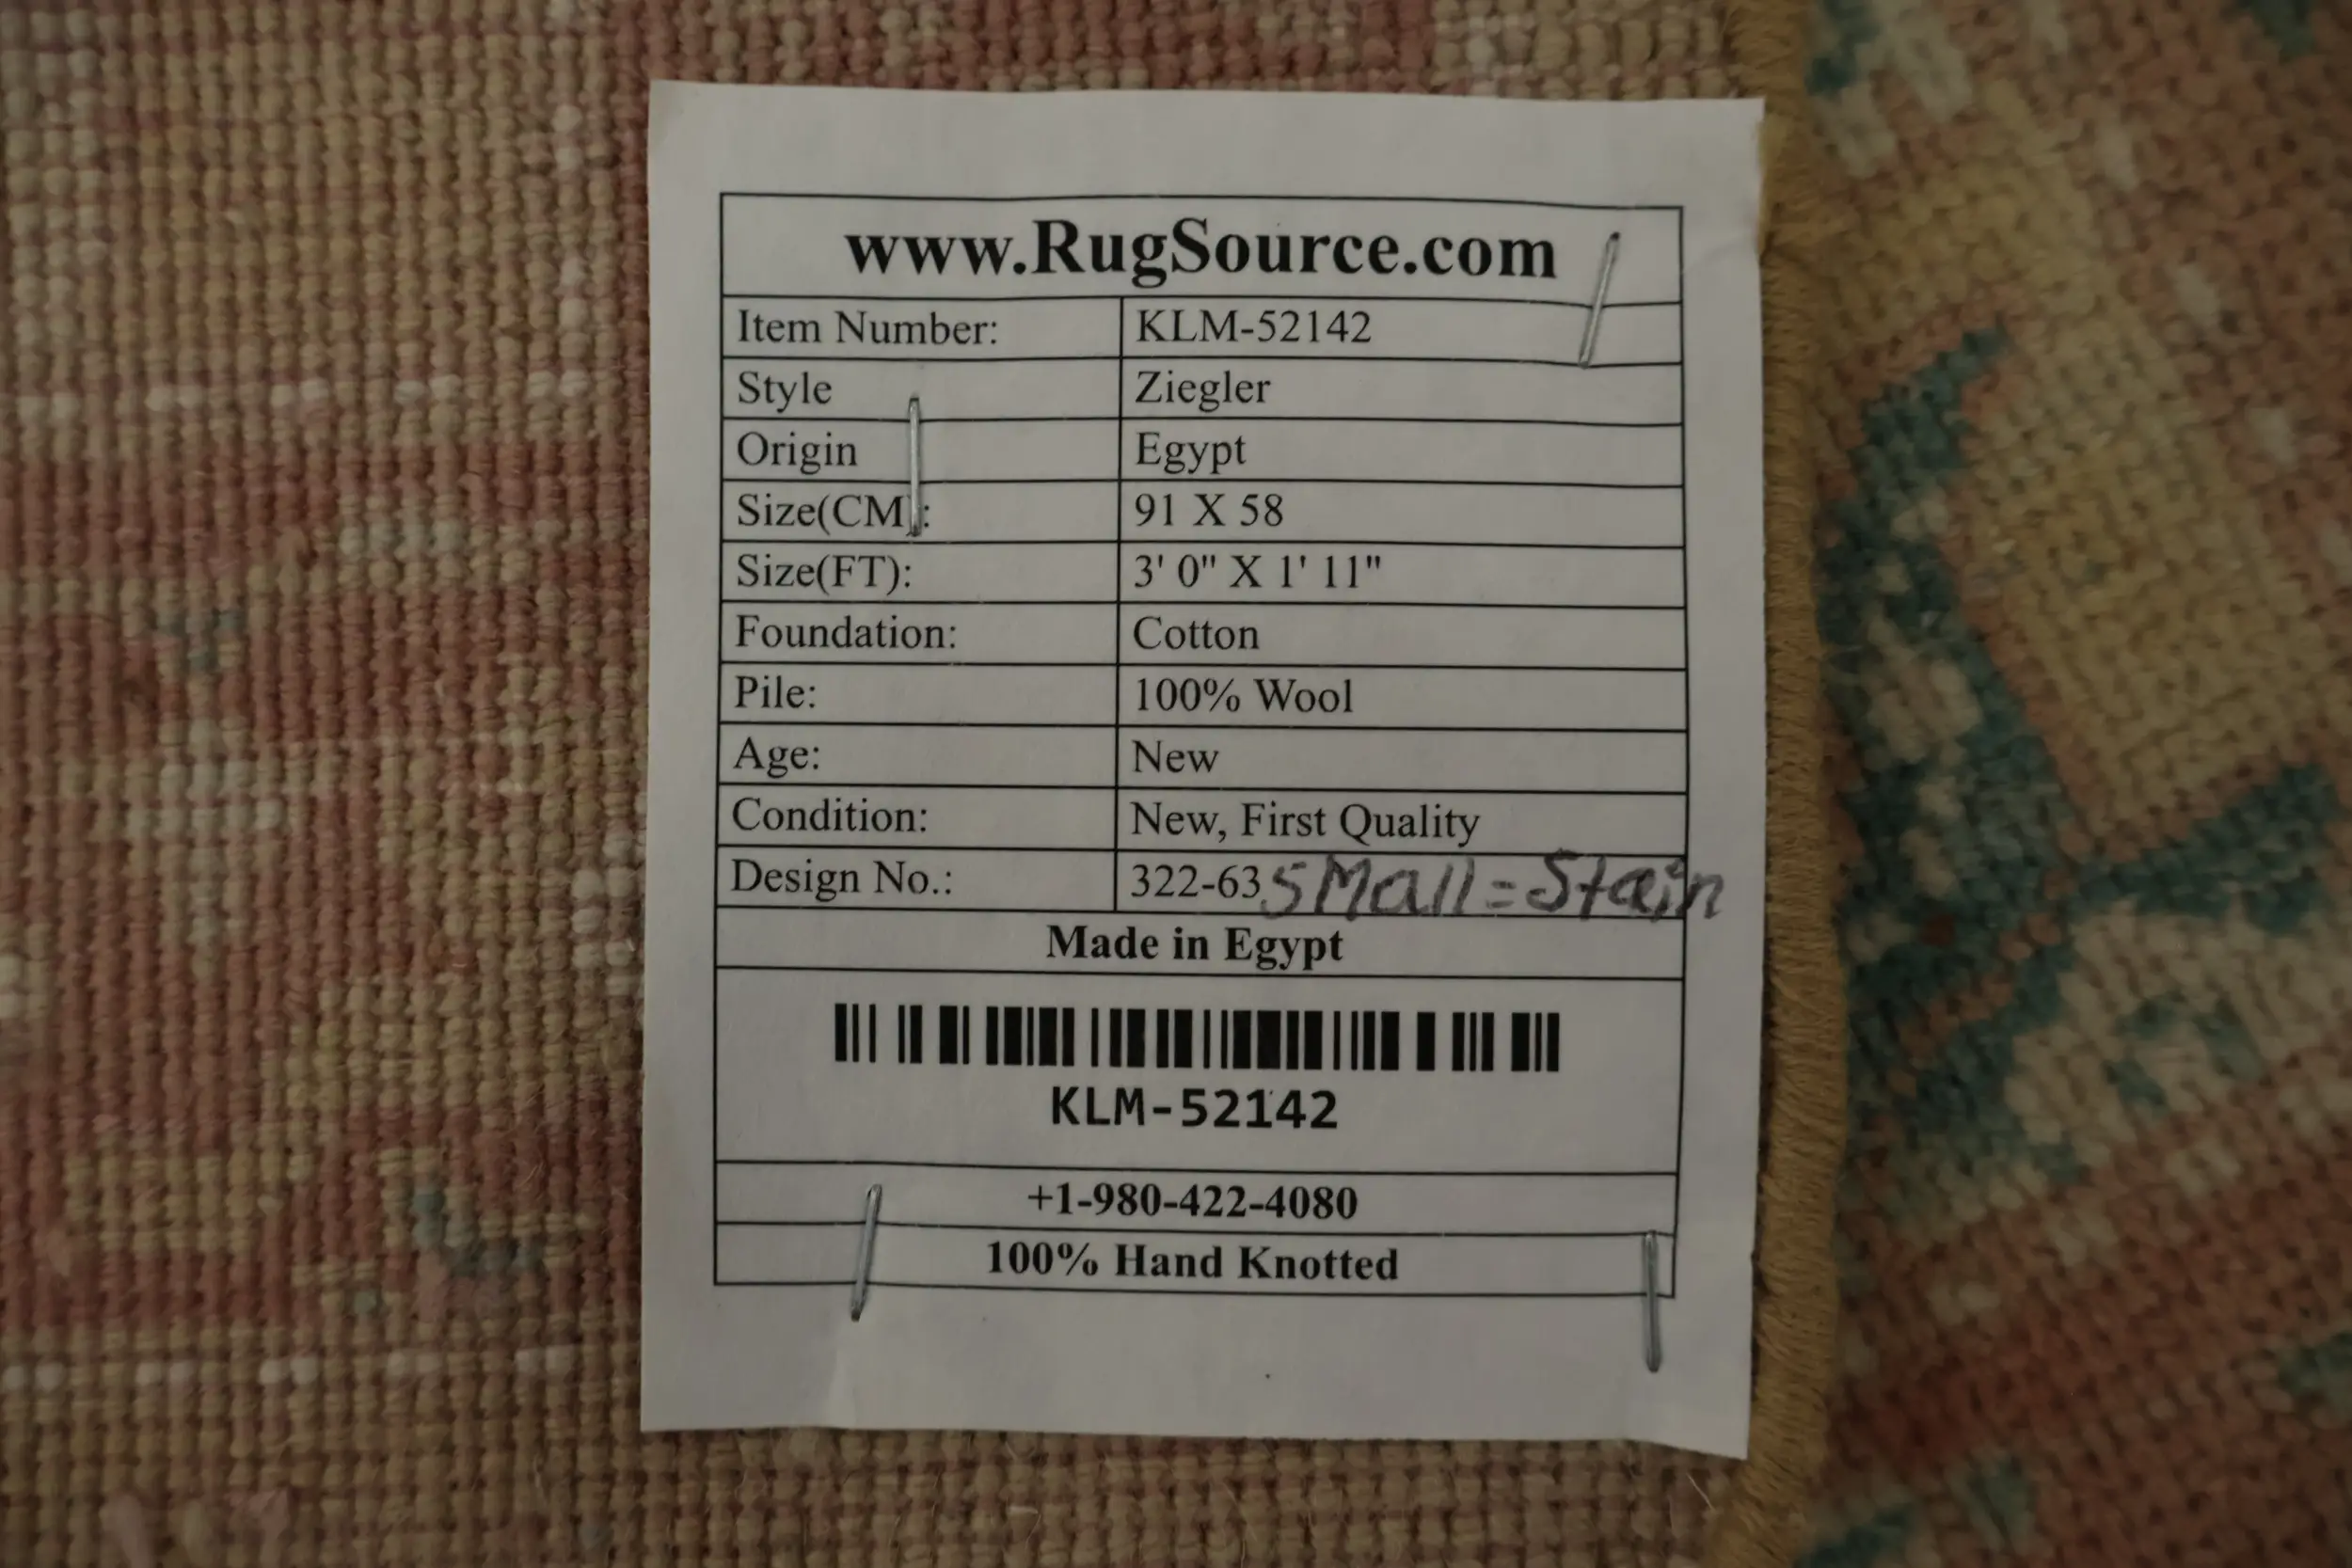 www.RugSource.com
Item Number: KLM-52142
Style Ziegler
Origin Egypt
Size(CM): 91 X 58
Size(FT): 3' 0" X 1' 11"
Foundation: Cotton
Pile: 100% Wool
Age: New
Condition: New, First Quality
Design No.: 322-63 small=Stain
Made in Egypt
KLM-52142
+1-980-422-4080
100% Hand Knotted